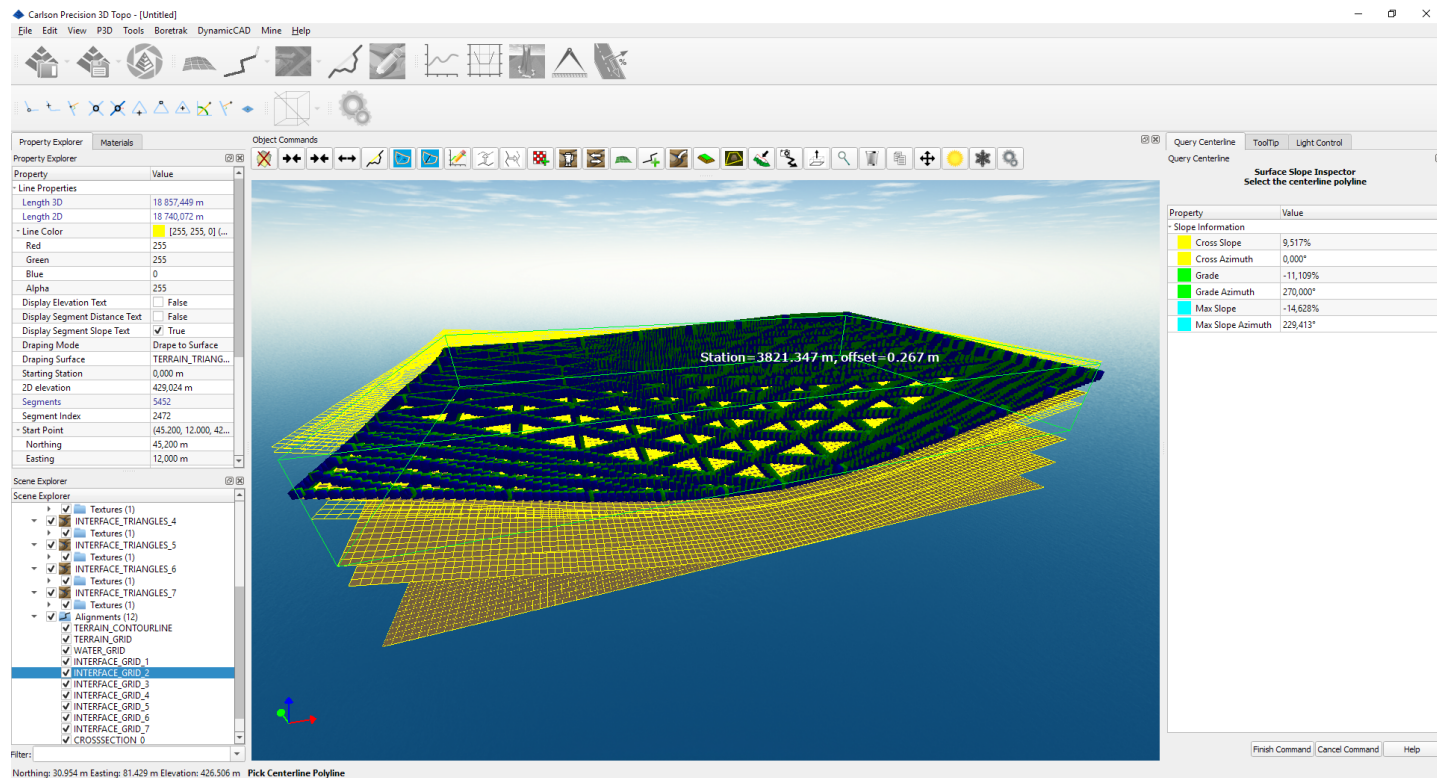 Carlson Precision 3D Topo - [Untitled]
File Edit View P3D Tools Boretrak DynamicCAD Mine Help
Property Explorer Materials
Property Explorer
Property Value
Line Properties
Length 3D 18 857,449 m
Length 2D 18 740,072 m
Line Color [255, 255, 0] (...
Red 255
Green 255
Blue 0
Alpha 255
Display Elevation Text False
Display Segment Distance Text False
Display Segment Slope Text True
Draping Mode Drape to Surface
Draping Surface TERRAIN_TRIANG...
Starting Station 0,000 m
2D elevation 429,024 m
Segments 5452
Segment Index 2472
Start Point (45.200, 12.000, 42...
Northing 45,200 m
Easting 12,000 m
Scene Explorer
Scene Explorer
Textures (1)
INTERFACE_TRIANGLES_4
Textures (1)
INTERFACE_TRIANGLES_5
Textures (1)
INTERFACE_TRIANGLES_6
Textures (1)
INTERFACE_TRIANGLES_7
Textures (1)
Alignments (12)
TERRAIN_CONTOURLINE
TERRAIN_GRID
WATER_GRID
INTERFACE_GRID_1
INTERFACE_GRID_2
INTERFACE_GRID_3
INTERFACE_GRID_4
INTERFACE_GRID_5
INTERFACE_GRID_6
INTERFACE_GRID_7
CROSSSECTION_0
Filter:
Object Commands
Station=3821.347 m, offset=0.267 m
Query Centerline ToolTip Light Control
Query Centerline
Surface Slope Inspector
Select the centerline polyline
Property Value
Slope Information
Cross Slope 9,517%
Cross Azimuth 0,000°
Grade -11,109%
Grade Azimuth 270,000°
Max Slope -14,628%
Max Slope Azimuth 229,413°
Finish Command Cancel Command Help
Northing: 30.954 m Easting: 81.429 m Elevation: 426.506 m Pick Centerline Polyline